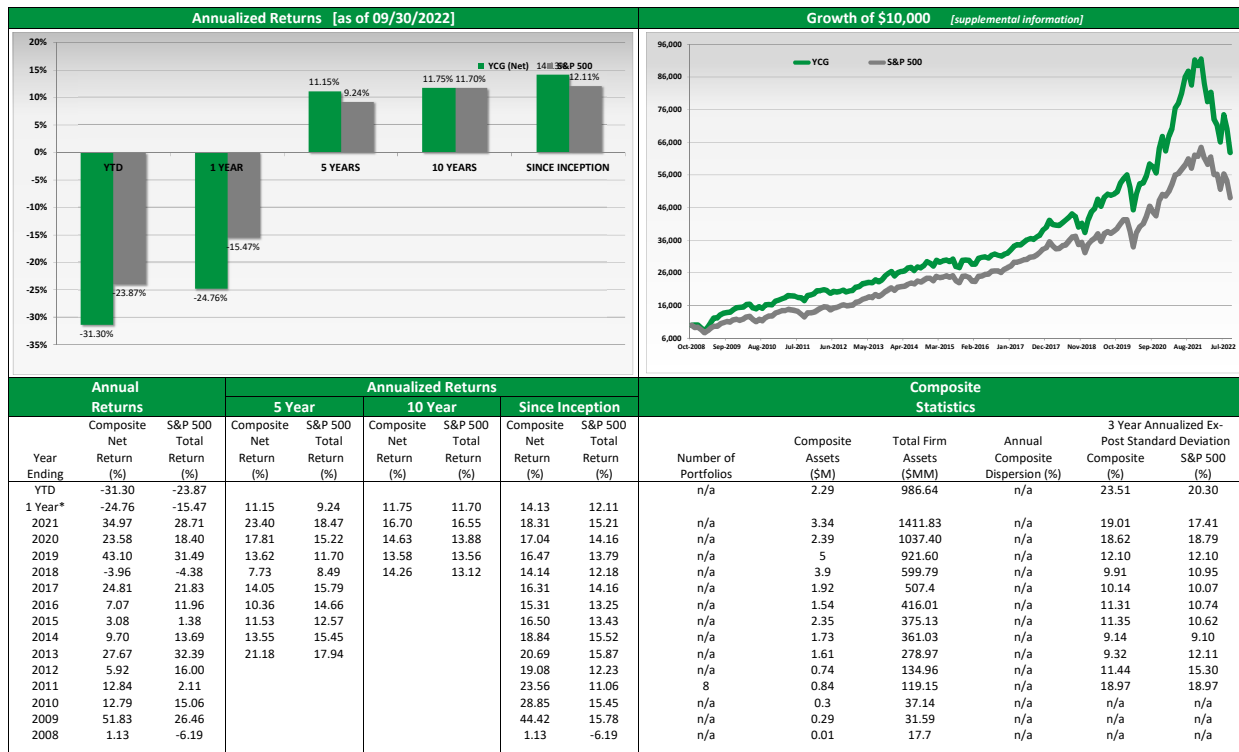 Annualized Returns [as of 09/30/2022]
20%
15%
10%
5%
0%
-5%
-10%
-15%
-20%
-25%
-30%
-35%
YCG (Net)
S&P 500
-31.30%
-23.87%
-24.76%
-15.47%
11.15%
9.24%
11.75%
11.70%
12.11%
YTD
1 YEAR
5 YEARS
10 YEARS
SINCE INCEPTION
Growth of $10,000 [supplemental information]
YCG
S&P 500
96,000
86,000
76,000
66,000
56,000
46,000
36,000
26,000
16,000
6,000
Oct-2008 Sep-2009 Aug-2010 Jul-2011 Jun-2012 May-2013 Apr-2014 Mar-2015 Feb-2016 Jan-2017 Dec-2017 Nov-2018 Oct-2019 Sep-2020 Aug-2021 Jul-2022
Annual Returns
Annualized Returns
5 Year 10 Year Since Inception
Composite Statistics
Year Ending
Composite Net Return (%)
S&P 500 Total Return (%)
Composite Net Return (%)
S&P 500 Total Return (%)
Composite Net Return (%)
S&P 500 Total Return (%)
Composite Net Return (%)
S&P 500 Total Return (%)
Number of Portfolios
Composite Assets ($M)
Total Firm Assets ($MM)
Annual Composite Dispersion (%)
3 Year Annualized Ex-Post Standard Deviation
Composite (%)
S&P 500 (%)
YTD -31.30 -23.87 n/a 2.29 986.64 n/a 23.51 20.30
1 Year* -24.76 -15.47 11.15 9.24 11.75 11.70 14.13 12.11
2021 34.97 28.71 23.40 18.47 16.70 16.55 18.31 15.21 n/a 3.34 1411.83 n/a 19.01 17.41
2020 23.58 18.40 17.81 15.22 14.63 13.88 17.04 14.16 n/a 2.39 1037.40 n/a 18.62 18.79
2019 43.10 31.49 13.62 11.70 13.58 13.56 16.47 13.79 n/a 5 921.60 n/a 12.10 12.10
2018 -3.96 -4.38 7.73 8.49 14.26 13.12 14.14 12.18 n/a 3.9 599.79 n/a 9.91 10.95
2017 24.81 21.83 14.05 15.79 16.31 14.16 n/a 1.92 507.4 n/a 10.14 10.07
2016 7.07 11.96 10.36 14.66 15.31 13.25 n/a 1.54 416.01 n/a 11.31 10.74
2015 3.08 1.38 11.53 12.57 16.50 13.43 n/a 2.35 375.13 n/a 11.35 10.62
2014 9.70 13.69 13.55 15.45 18.84 15.52 n/a 1.73 361.03 n/a 9.14 9.10
2013 27.67 32.39 21.18 17.94 20.69 15.87 n/a 1.61 278.97 n/a 9.32 12.11
2012 5.92 16.00 19.08 12.23 n/a 0.74 134.96 n/a 11.44 15.30
2011 12.84 2.11 23.56 11.06 8 0.84 119.15 n/a 18.97 18.97
2010 12.79 15.06 28.85 15.45 n/a 0.3 37.14 n/a n/a n/a
2009 51.83 26.46 44.42 15.78 n/a 0.29 31.59 n/a n/a n/a
2008 1.13 -6.19 1.13 -6.19 n/a 0.01 17.7 n/a n/a n/a